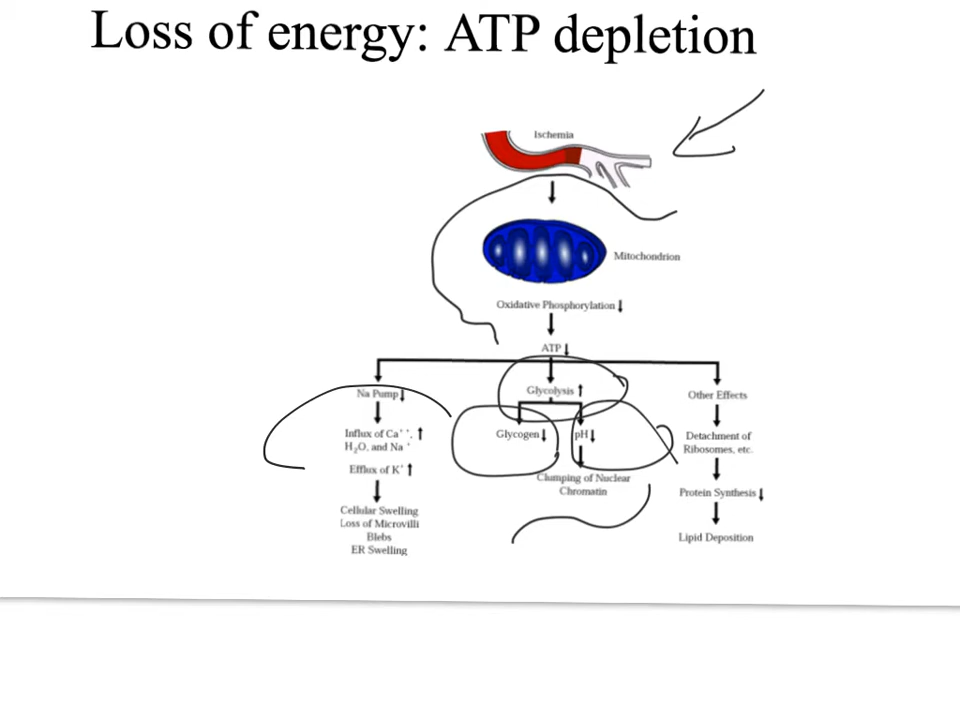 Loss of energy: ATP depletion
Ischemia
Mitochondrion
Oxidative Phosphorylation ↓
ATP ↓
Na Pump ↓
Influx of Ca⁺⁺, ↑
H₂O, and Na⁺
Efflux of K⁺ ↑
Cellular Swelling
Loss of Microvilli
Blebs
ER Swelling
Glycolysis ↑
Glycogen ↓
pH ↓
Clumping of Nuclear
Chromatin
Other Effects
Detachment of
Ribosomes, etc.
Protein Synthesis ↓
Lipid Deposition